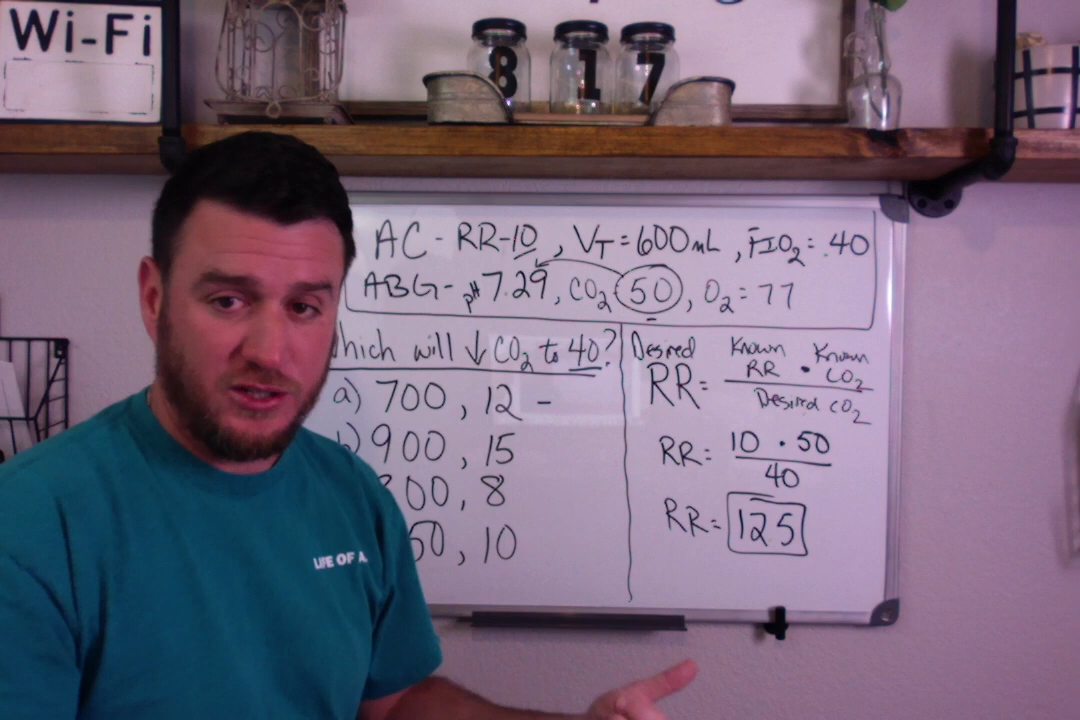 Wi-Fi
8 1 7
AC - RR-10, VT = 600mL, FIO2 = .40
ABG - pH 7.29, CO2 50, O2 = 77
hich will ↓ CO2 to 40?
a) 700, 12 -
b) 900, 15
00, 8
50, 10
Desired RR = Known RR · Known CO2
Desired CO2
RR = 10 · 50
40
RR = 125
LIFE OF A